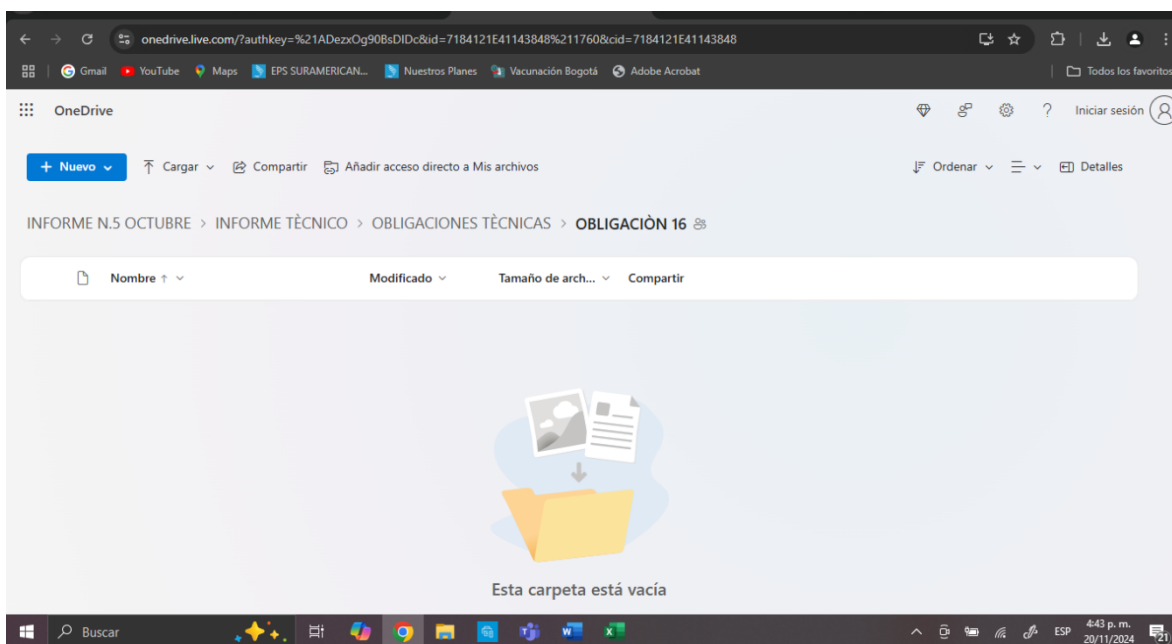 onedrive.live.com/?authkey=%21ADezxOg90BsDIDc&id=7184121E41143848%211760&cid=7184121E41143848
Gmail YouTube Maps EPS SURAMERICAN... Nuestros Planes Vacunación Bogotá Adobe Acrobat Todos los favoritos
OneDrive ? Iniciar sesión
+ Nuevo Cargar Compartir Añadir acceso directo a Mis archivos Ordenar Detalles
INFORME N.5 OCTUBRE > INFORME TÈCNICO > OBLIGACIONES TÈCNICAS > OBLIGACIÒN 16
Nombre ↑ Modificado Tamaño de arch... Compartir
Esta carpeta está vacía
Buscar ESP 4:43 p. m.
20/11/2024 21